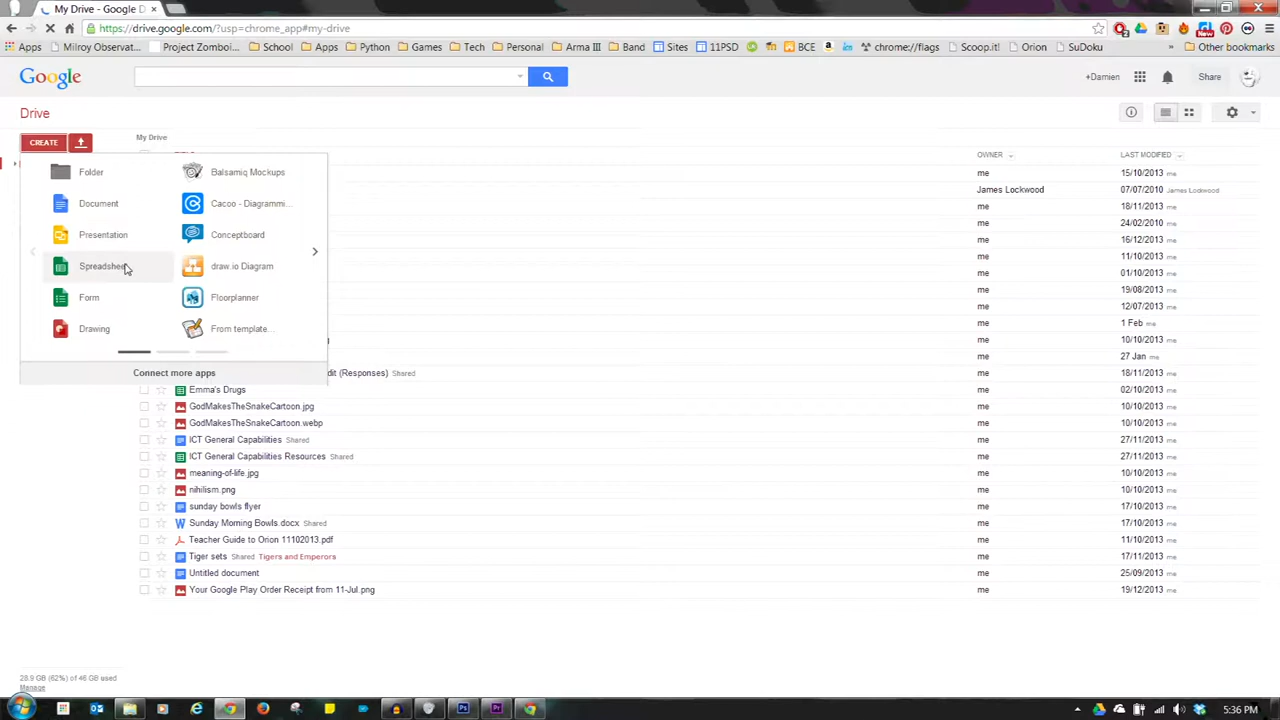 My Drive - Google D
https://drive.google.com/?usp=chrome_app#my-drive
Apps Milroy Observat... Project Zomboi... School Apps Python Games Tech Personal Arma III Band Sites 11PSD BCE chrome://flags Scoop.it! Orion SuDoku » Other bookmarks
Google +Damien Share
Drive
CREATE My Drive
OWNER LAST MODIFIED
Folder Balsamiq Mockups me 15/10/2013 me
James Lockwood 07/07/2010 James Lockwood
Document Cacoo - Diagrammi... me 18/11/2013 me
me 24/02/2010 me
Presentation Conceptboard me 16/12/2013 me
me 11/10/2013 me
Spreadsheet draw.io Diagram me 01/10/2013 me
me 19/08/2013 me
Form Floorplanner me 12/07/2013 me
me 1 Feb me
Drawing From template... me 10/10/2013 me
me 27 Jan me
Connect more apps dit (Responses) Shared me 18/11/2013 me
Emma's Drugs me 02/10/2013 me
GodMakesTheSnakeCartoon.jpg me 10/10/2013 me
GodMakesTheSnakeCartoon.webp me 10/10/2013 me
ICT General Capabilities Shared me 27/11/2013 me
ICT General Capabilities Resources Shared me 27/11/2013 me
meaning-of-life.jpg me 10/10/2013 me
nihilism.png me 10/10/2013 me
sunday bowls flyer me 17/10/2013 me
Sunday Morning Bowls.docx Shared me 17/10/2013 me
Teacher Guide to Orion 11102013.pdf me 11/10/2013 me
Tiger sets Shared Tigers and Emperors me 17/11/2013 me
Untitled document me 25/09/2013 me
Your Google Play Order Receipt from 11-Jul.png me 19/12/2013 me
28.9 GB (62%) of 46 GB used
Manage
5:36 PM